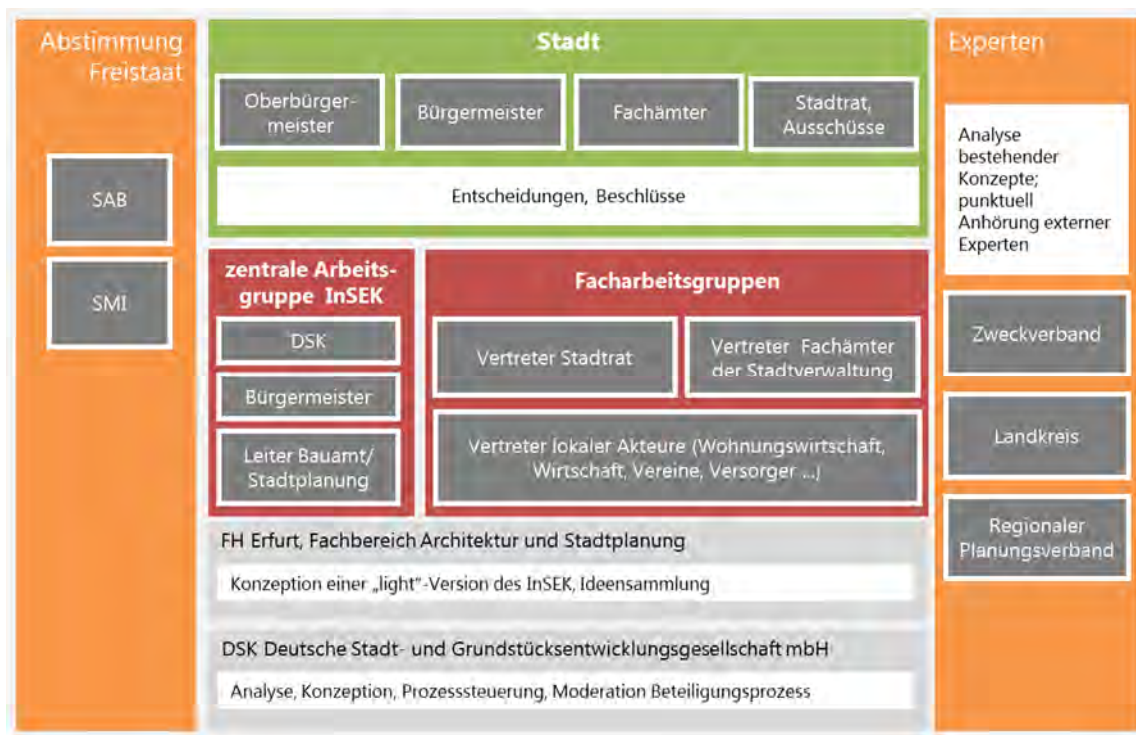 Abstimmung
Freistaat
SAB
SMI
Stadt
Oberbürger-
meister
Bürgermeister
Fachämter
Stadtrat,
Ausschüsse
Entscheidungen, Beschlüsse
zentrale Arbeits-
gruppe InSEK
DSK
Bürgermeister
Leiter Bauamt/
Stadtplanung
Facharbeitsgruppen
Vertreter Stadtrat
Vertreter Fachämter
der Stadtverwaltung
Vertreter lokaler Akteure (Wohnungswirtschaft,
Wirtschaft, Vereine, Versorger ...)
FH Erfurt, Fachbereich Architektur und Stadtplanung
Konzeption einer „light“-Version des InSEK, Ideensammlung
DSK Deutsche Stadt- und Grundstücksentwicklungsgesellschaft mbH
Analyse, Konzeption, Prozesssteuerung, Moderation Beteiligungsprozess
Experten
Analyse
bestehender
Konzepte;
punktuell
Anhörung externer
Experten
Zweckverband
Landkreis
Regionaler
Planungsverband